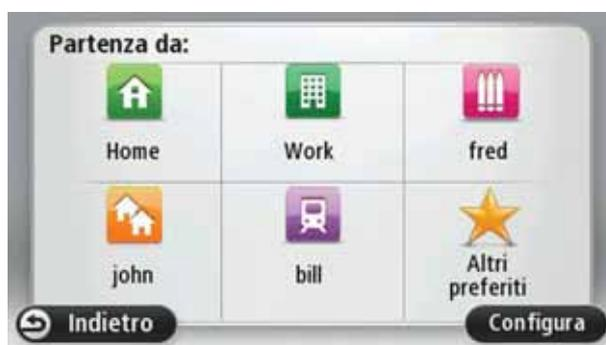 Partenza da:
Home
Work
fred
john
bill
Altri
preferiti
Indietro
Configura